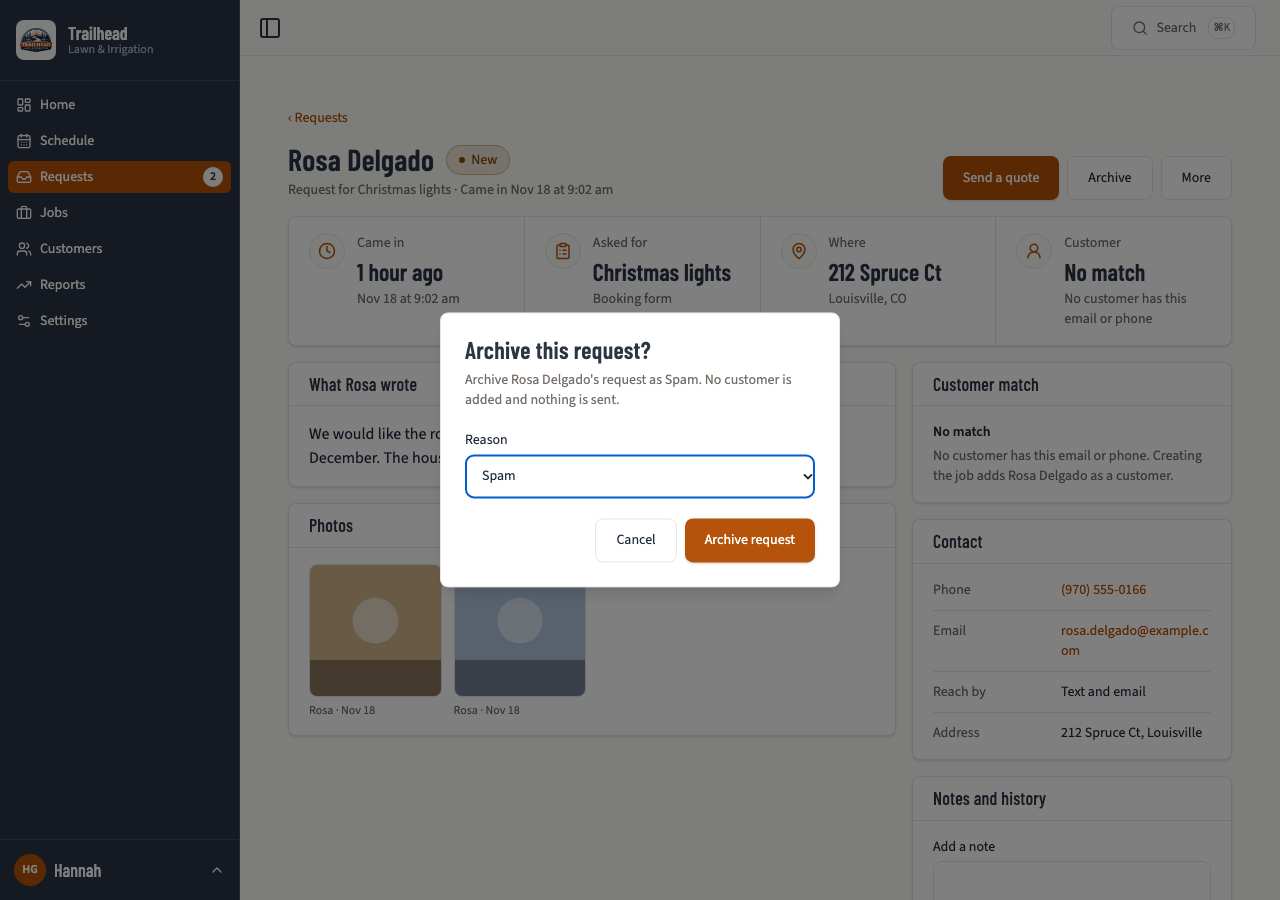 Trailhead
Lawn & Irrigation
Home
Schedule
Requests 2
Jobs
Customers
Reports
Settings
HG Hannah
Search ⌘K
‹ Requests
Rosa Delgado
New
Request for Christmas lights · Came in Nov 18 at 9:02 am
Send a quote
Archive
More
Came in
1 hour ago
Nov 18 at 9:02 am
Asked for
Christmas lights
Booking form
Where
212 Spruce Ct
Louisville, CO
Customer
No match
No customer has this
email or phone
What Rosa wrote
We would like the ro
December. The hous
Archive this request?
Archive Rosa Delgado's request as Spam. No customer is
added and nothing is sent.
Reason
Spam
Cancel
Archive request
Photos
Rosa · Nov 18
Rosa · Nov 18
Customer match
No match
No customer has this email or phone. Creating
the job adds Rosa Delgado as a customer.
Contact
Phone
(970) 555-0166
Email
rosa.delgado@example.c
om
Reach by
Text and email
Address
212 Spruce Ct, Louisville
Notes and history
Add a note